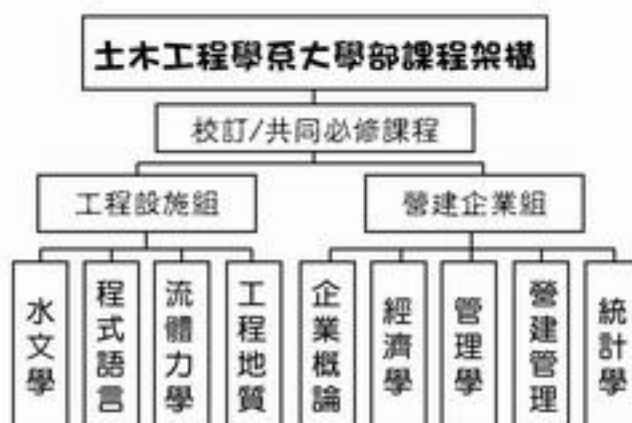 土木工程學系大學部課程架構
校訂/共同必修課程
工程設施組
營建企業組
水文學
程式語言
流體力學
工程地質
企業概論
經濟學
管理學
營建管理
統計學